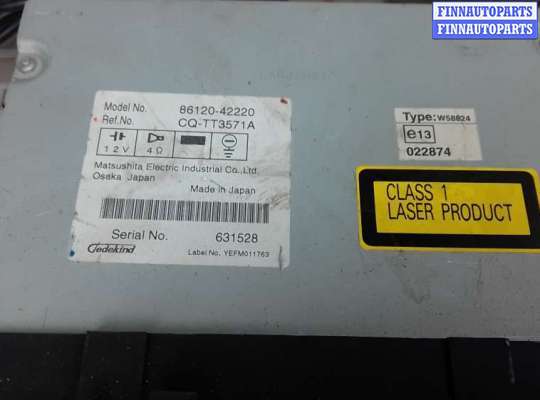 FINNAUTOPARTS
FINNAUTOPARTS
Model No. 86120-42220
Ref.No. CQ-TT3571A
12V 4Ω
Matsushita Electric Industrial Co.,Ltd.
Osaka Japan
Made in Japan
Serial No. 631528
Jedekind
Label No. YEFM011763
Type:W58824
e13
022874
CLASS 1
LASER PRODUCT